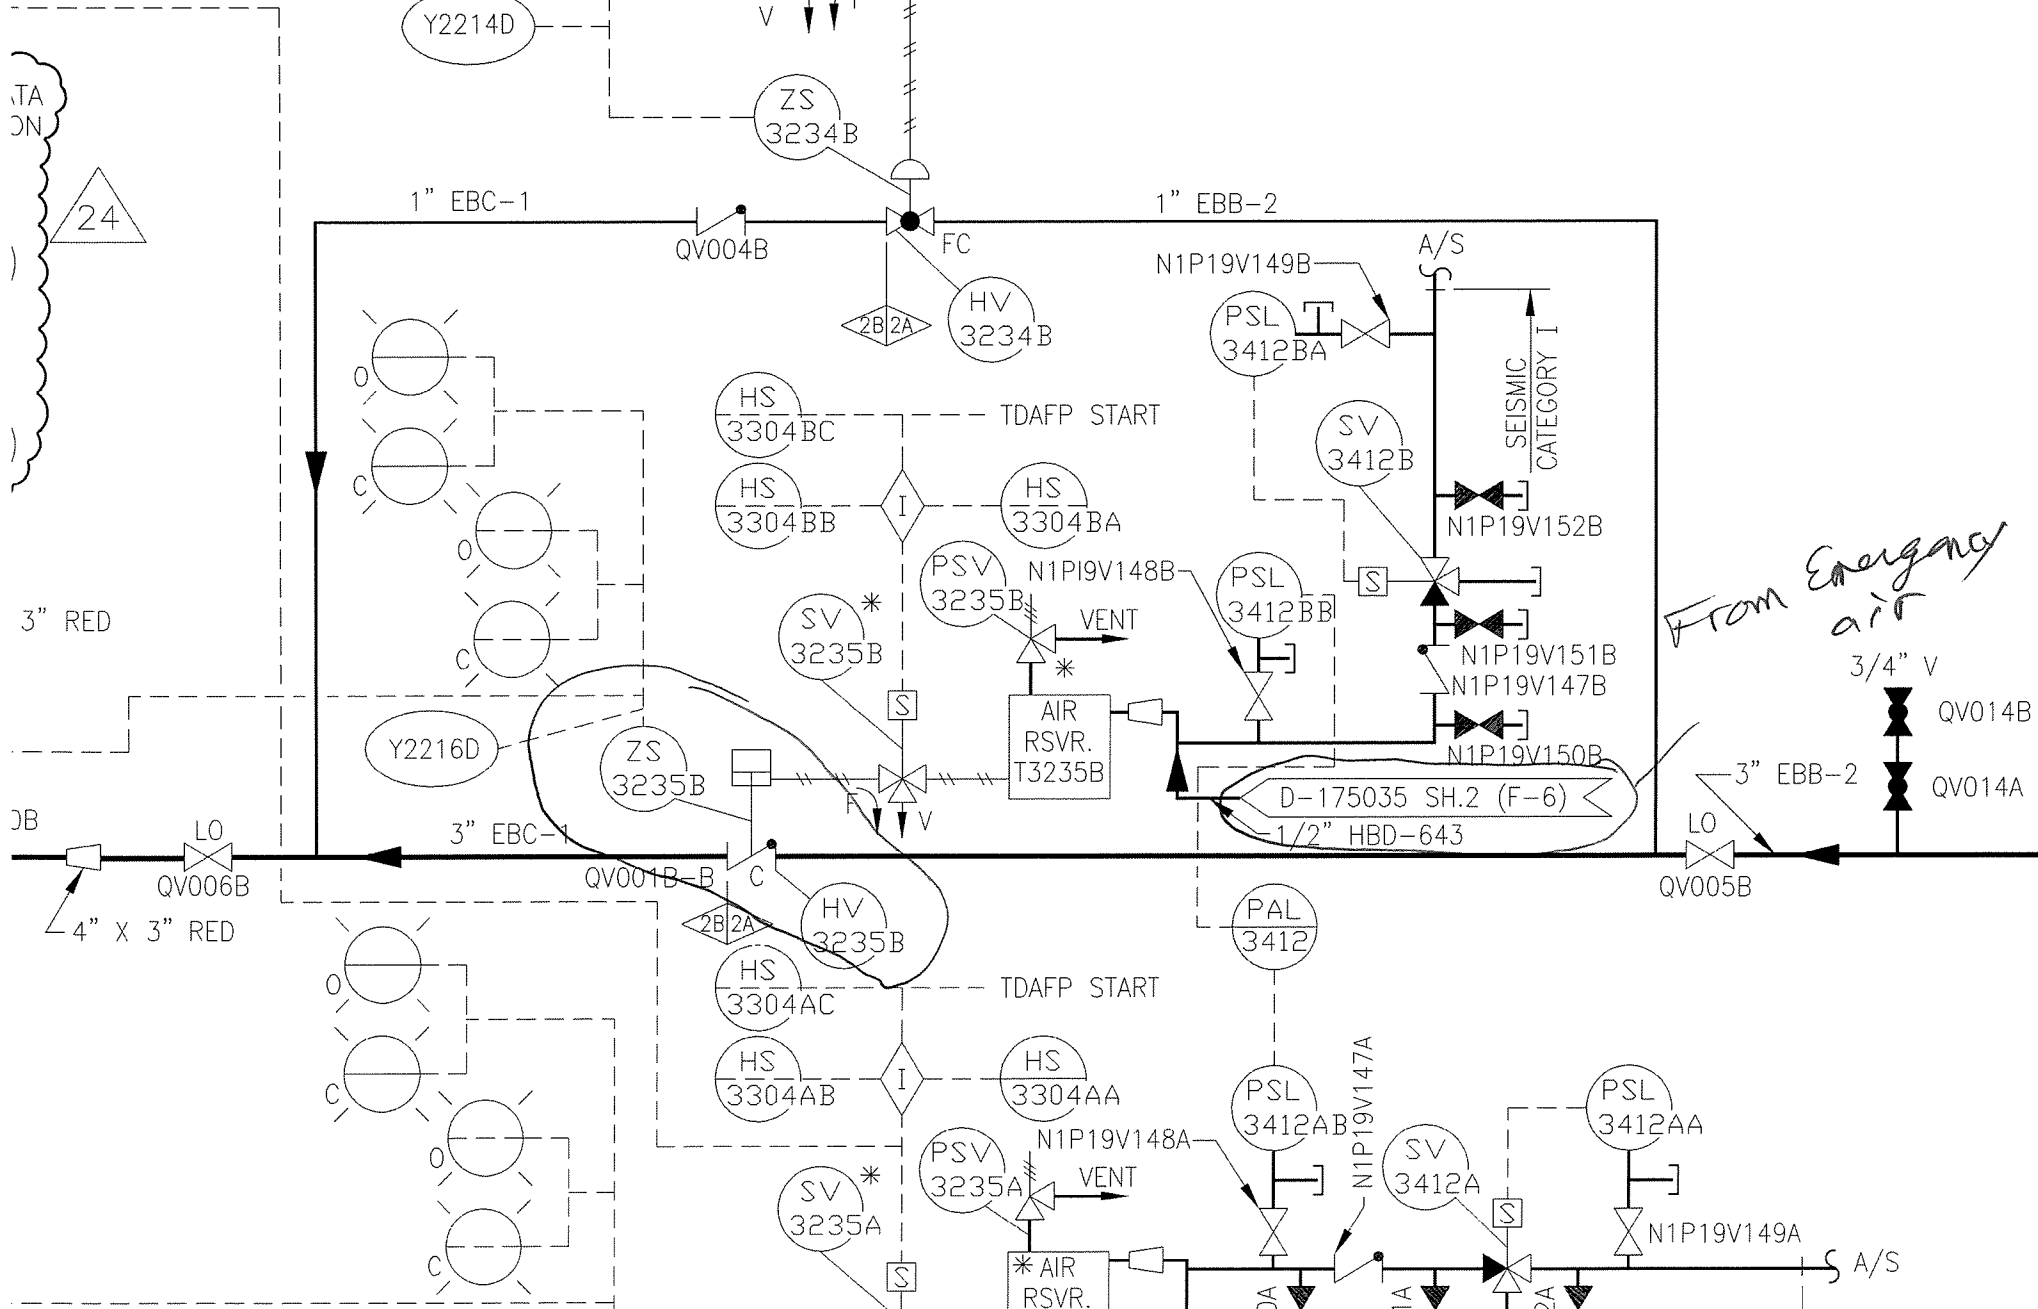 V
Y2214D
ZS
3234B
24
1” EBC-1
1” EBB-2
QV004B
FC
HV
3234B
2B 2A
A/S
N1P19V149B
PSL
3412BA
SEISMIC
CATEGORY I
O
C
O
C
HS
3304BC
TDAFP START
HS
3304BB
I
HS
3304BA
SV
3412B
N1P19V152B
S
N1P19V151B
N1P19V147B
N1P19V150B
PSV
3235B
VENT
*
N1PI9V148B
PSL
3412BB
SV
3235B
*
S
From Emergency
air
3” RED
3/4” V
QV014B
QV014A
Y2216D
ZS
3235B
AIR
RSVR.
T3235B
F
V
D-175035 SH.2 (F-6)
1/2” HBD-643
3” EBB-2
LO
QV006B
3” EBC-1
QV001B-B
C
LO
QV005B
4” X 3” RED
2B 2A
HV
3235B
PAL
3412
HS
3304AC
TDAFP START
HS
3304AB
I
HS
3304AA
O
C
O
C
PSL
3412AB
N1P19V147A
PSL
3412AA
N1P19V148A
PSV
3235A
VENT
SV
3235A
*
S
SV
3412A
S
N1P19V149A
A/S
* AIR
RSVR.